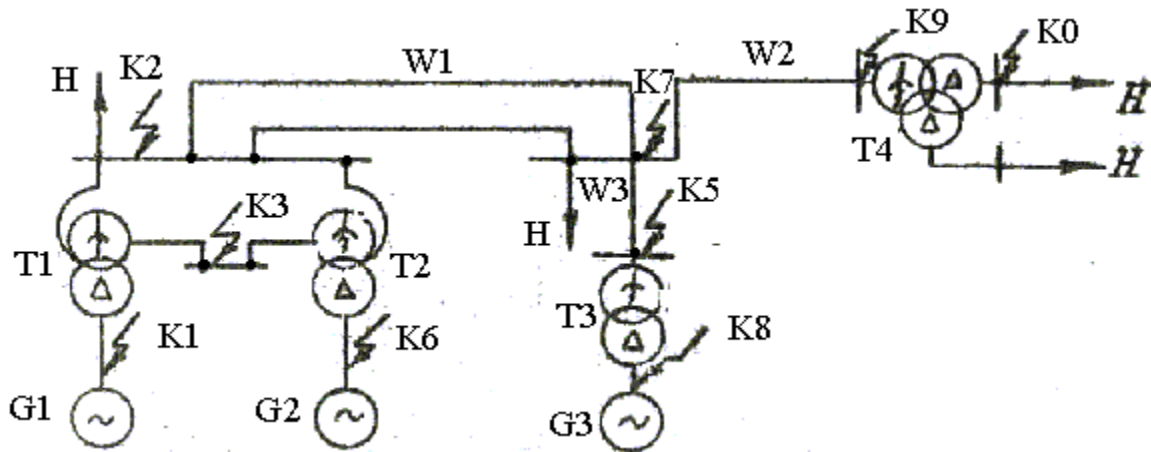 K9 K0
K2 W1 W2
H K7
H
T4
H
W3 K5
K3
H
T1 T2
T3 K8
K1 K6
G1 G2 G3